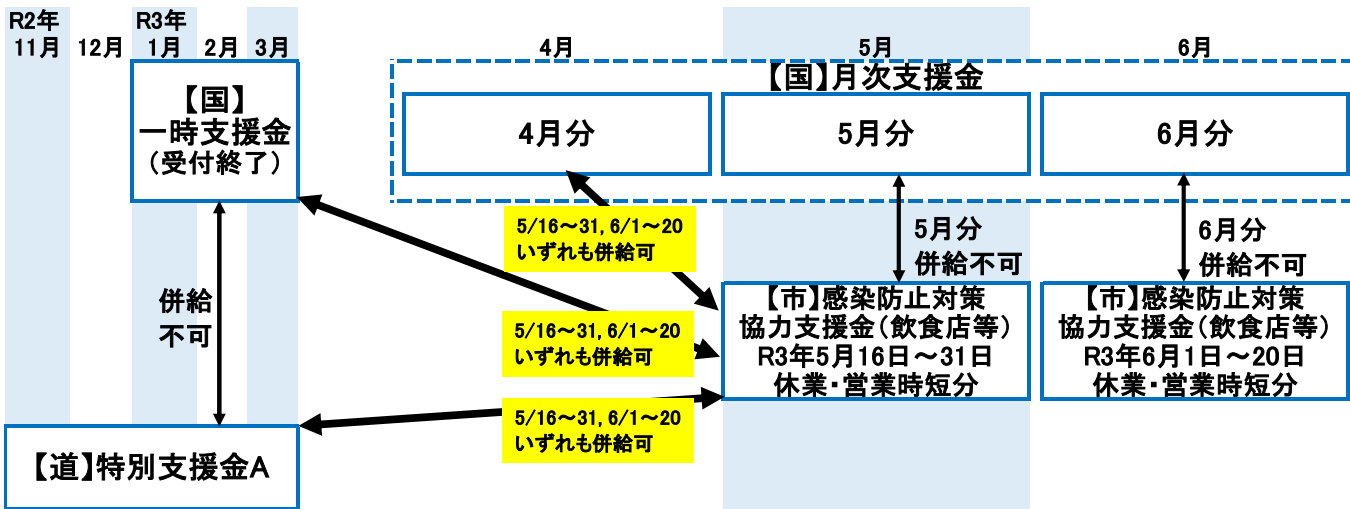 R2年
11月
12月
R3年
1月
2月
3月
4月
5月
6月
【国】
一時支援金
（受付終了）
【国】月次支援金
4月分
5月分
6月分
5/16～31, 6/1～20
いずれも併給可
5月分
併給不可
6月分
併給不可
併給
不可
5/16～31, 6/1～20
いずれも併給可
【市】感染防止対策
協力支援金（飲食店等）
R3年5月16日～31日
休業・営業時短分
【市】感染防止対策
協力支援金（飲食店等）
R3年6月1日～20日
休業・営業時短分
5/16～31, 6/1～20
いずれも併給可
【道】特別支援金A